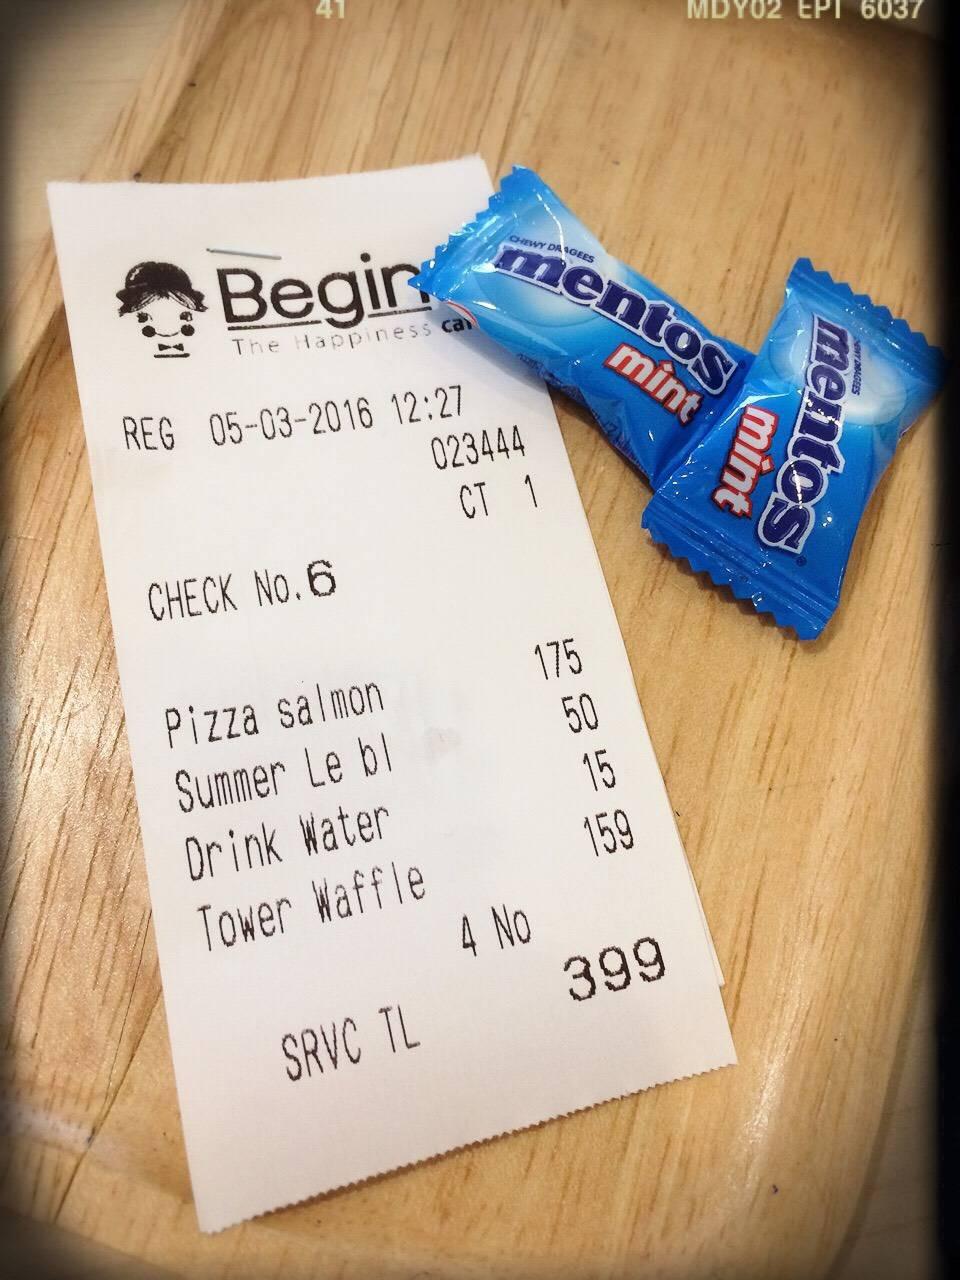 41 MDY02 EPI 6037
Begin
The Happiness
REG 05-03-2016 12:27
023444
CT 1
CHECK No.6
Pizza salmon 175
Summer Le bl 50
Drink Water 15
Tower Waffle 159
4 No
SRVC TL 399
CHEWY DRAGEES
mentos
mint
CHEWY DRAGEES
mentos
mint